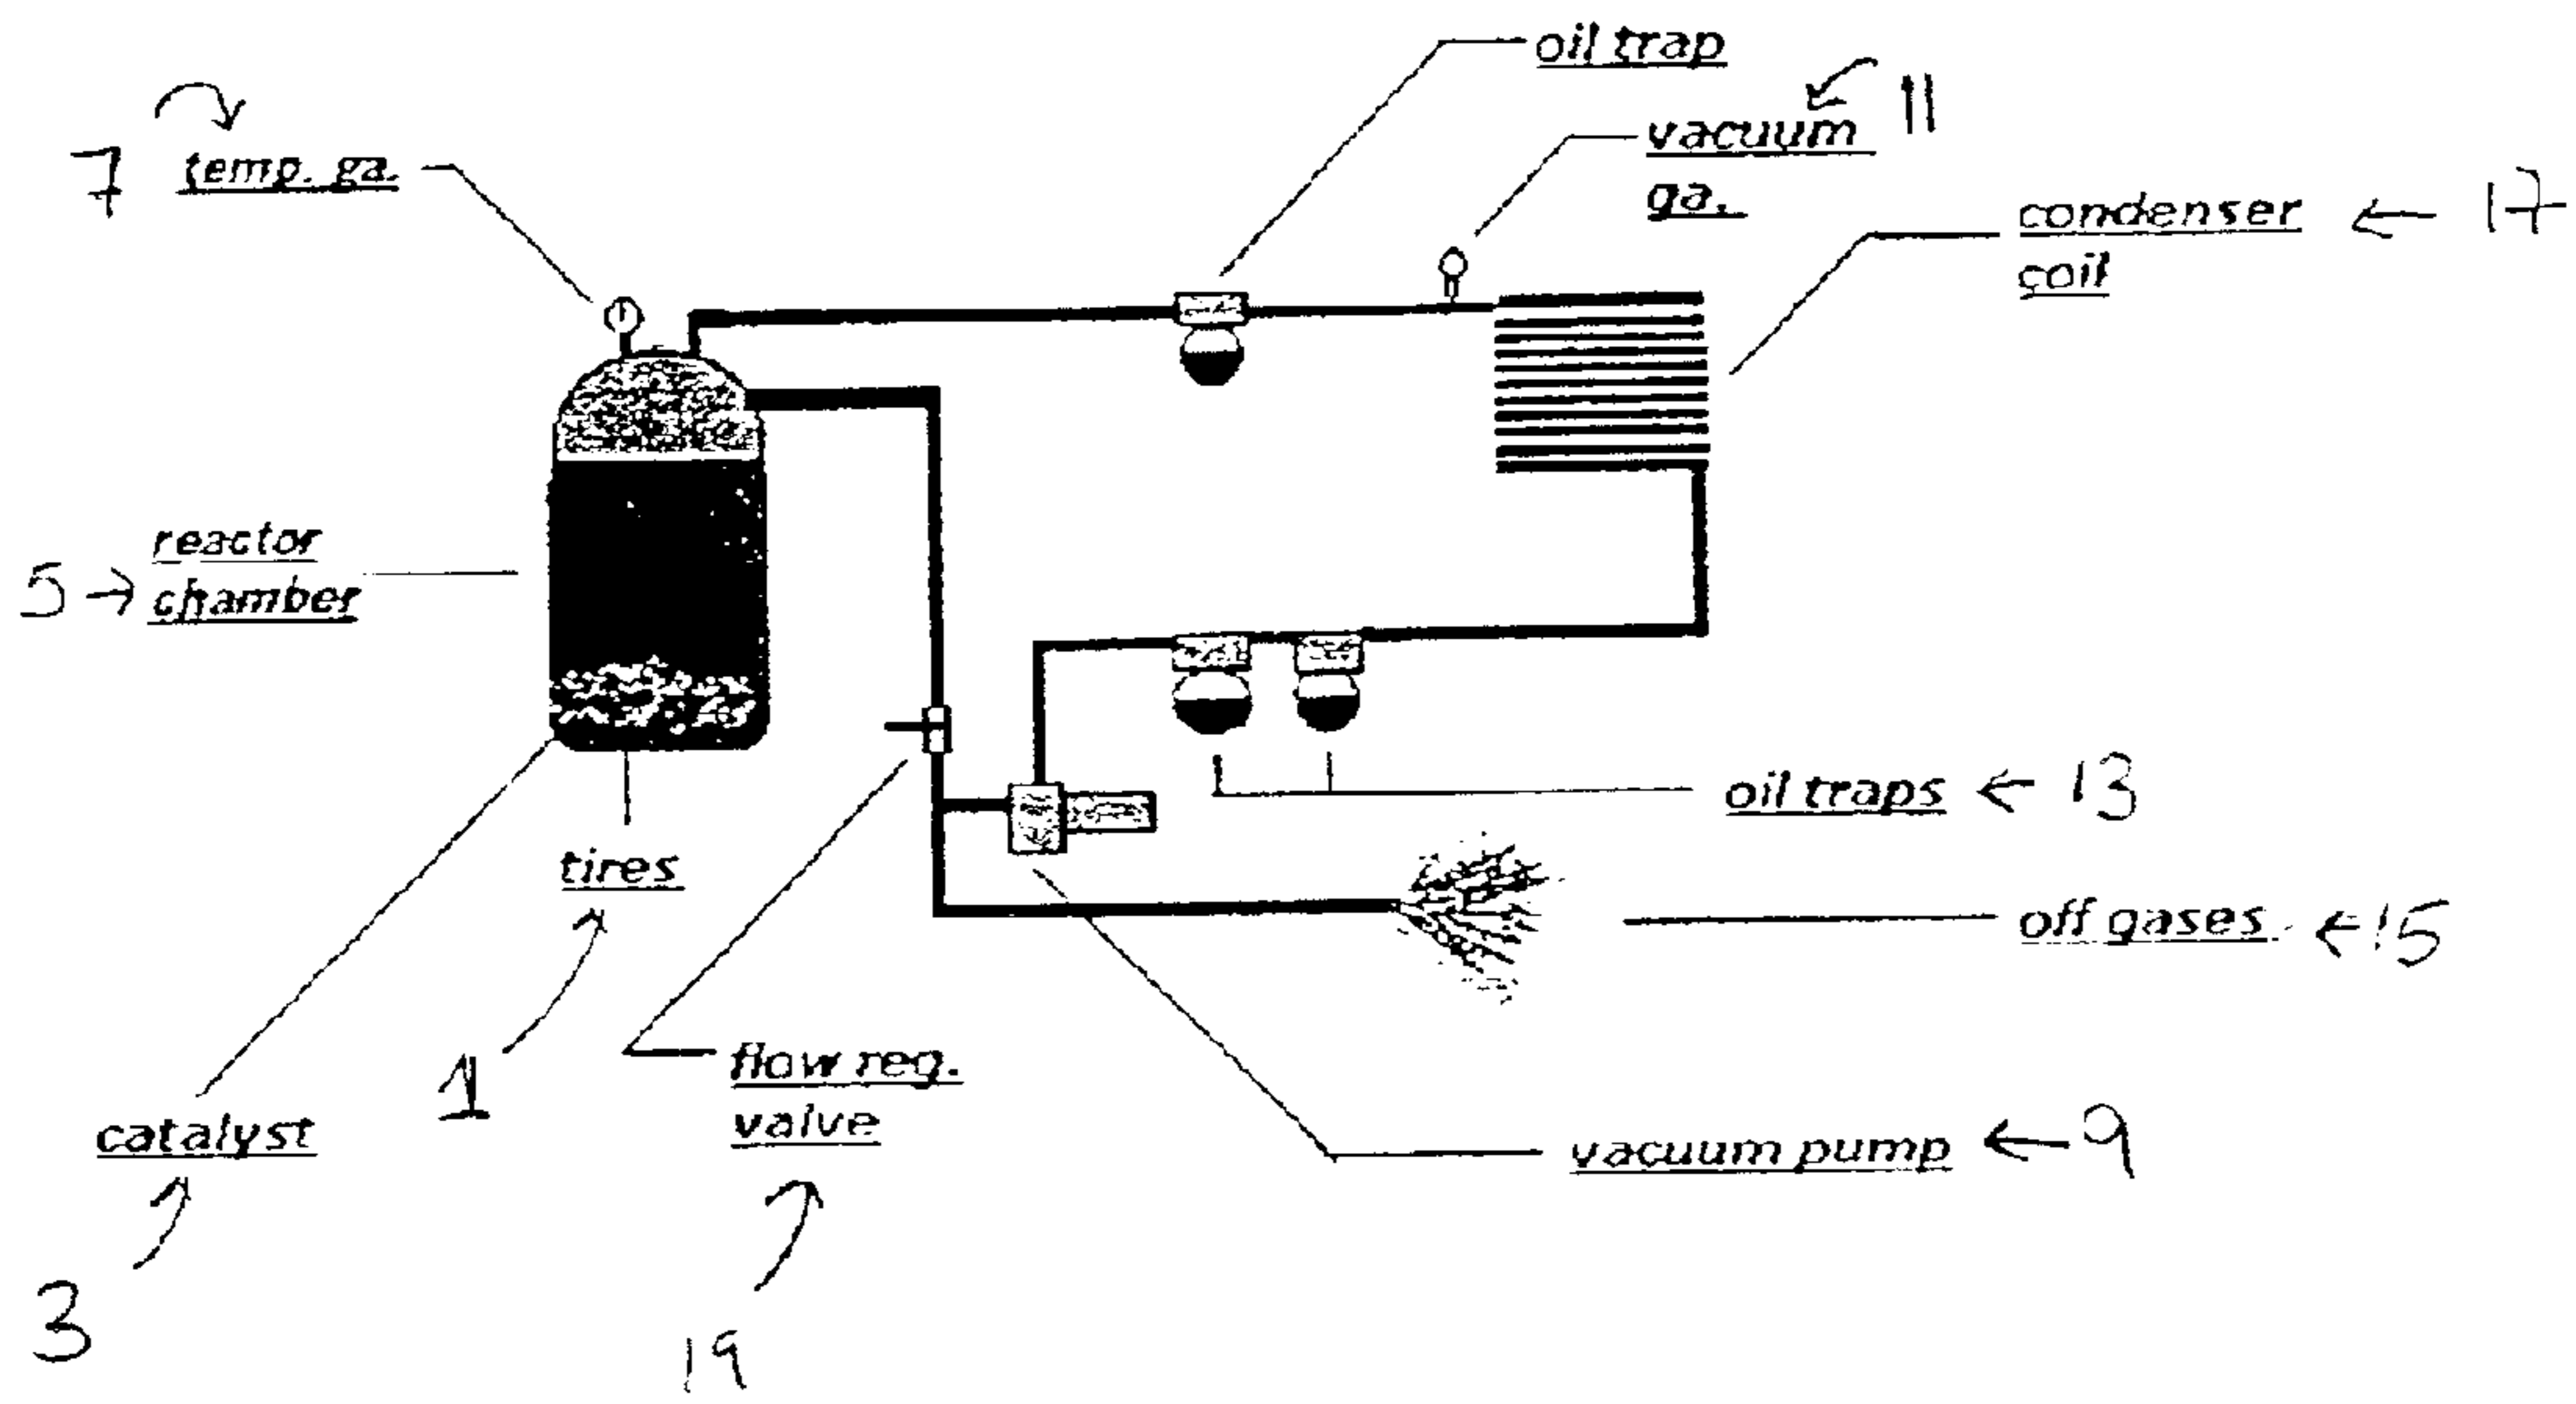 oil trap
11
vacuum
ga.
7
temp. ga.
17
condenser
coil
5
reactor
chamber
oil traps
13
tires
off gases
15
1
flow reg.
valve
catalyst
vacuum pump
9
3
19